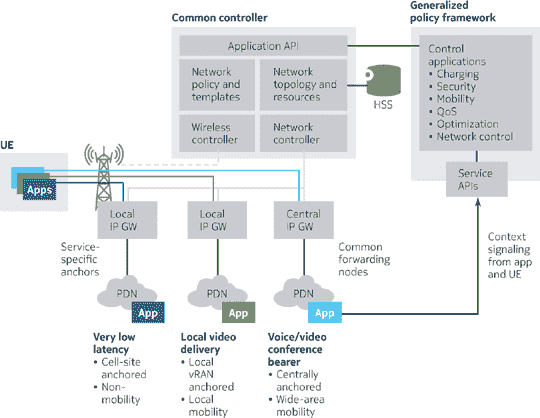 Common controller
Application API
Network
policy and
templates
Network
topology and
resources
Wireless
controller
Network
controller
HSS
Generalized
policy framework
Control
applications
• Charging
• Security
• Mobility
• QoS
• Optimization
• Network control
Service
APIs
UE
Apps
Local
IP GW
Local
IP GW
Central
IP GW
Service-
specific
anchors
Common
forwarding
nodes
Context
signaling
from app
and UE
PDN
App
PDN
App
PDN
App
Very low
latency
• Cell-site
anchored
• Non-
mobility
Local video
delivery
• Local
vRAN
anchored
• Local
mobility
Voice/video
conference
bearer
• Centrally
anchored
• Wide-area
mobility